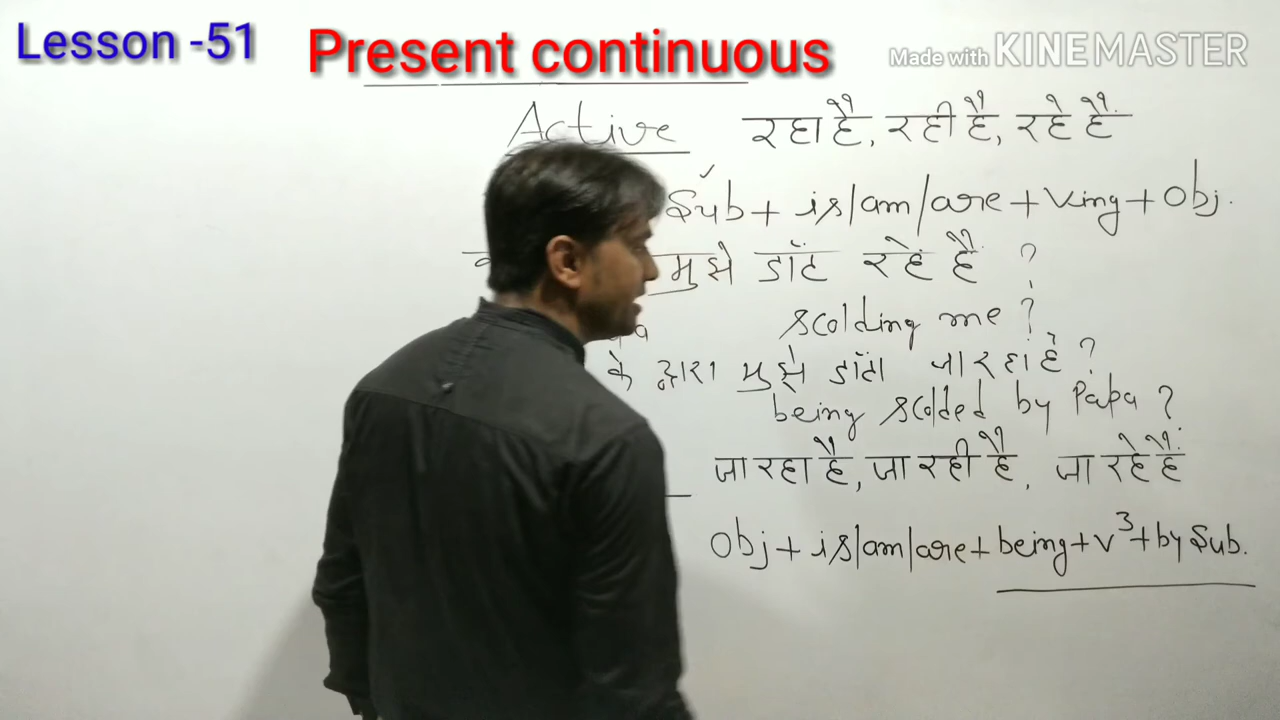 Lesson -51
Present continuous
Made with KINEMASTER
Active रहा है, रही है, रहे हैं.
Sub + is/am/are + Ving + Obj.
मुझे डाँट रहे हैं ?
scolding me ?
के द्वारा मुझे डाँटा जा रहा है ?
being scolded by Papa ?
जा रहा है, जा रही है, जा रहे हैं
Obj + is/am/are + being + v³ + by Sub.